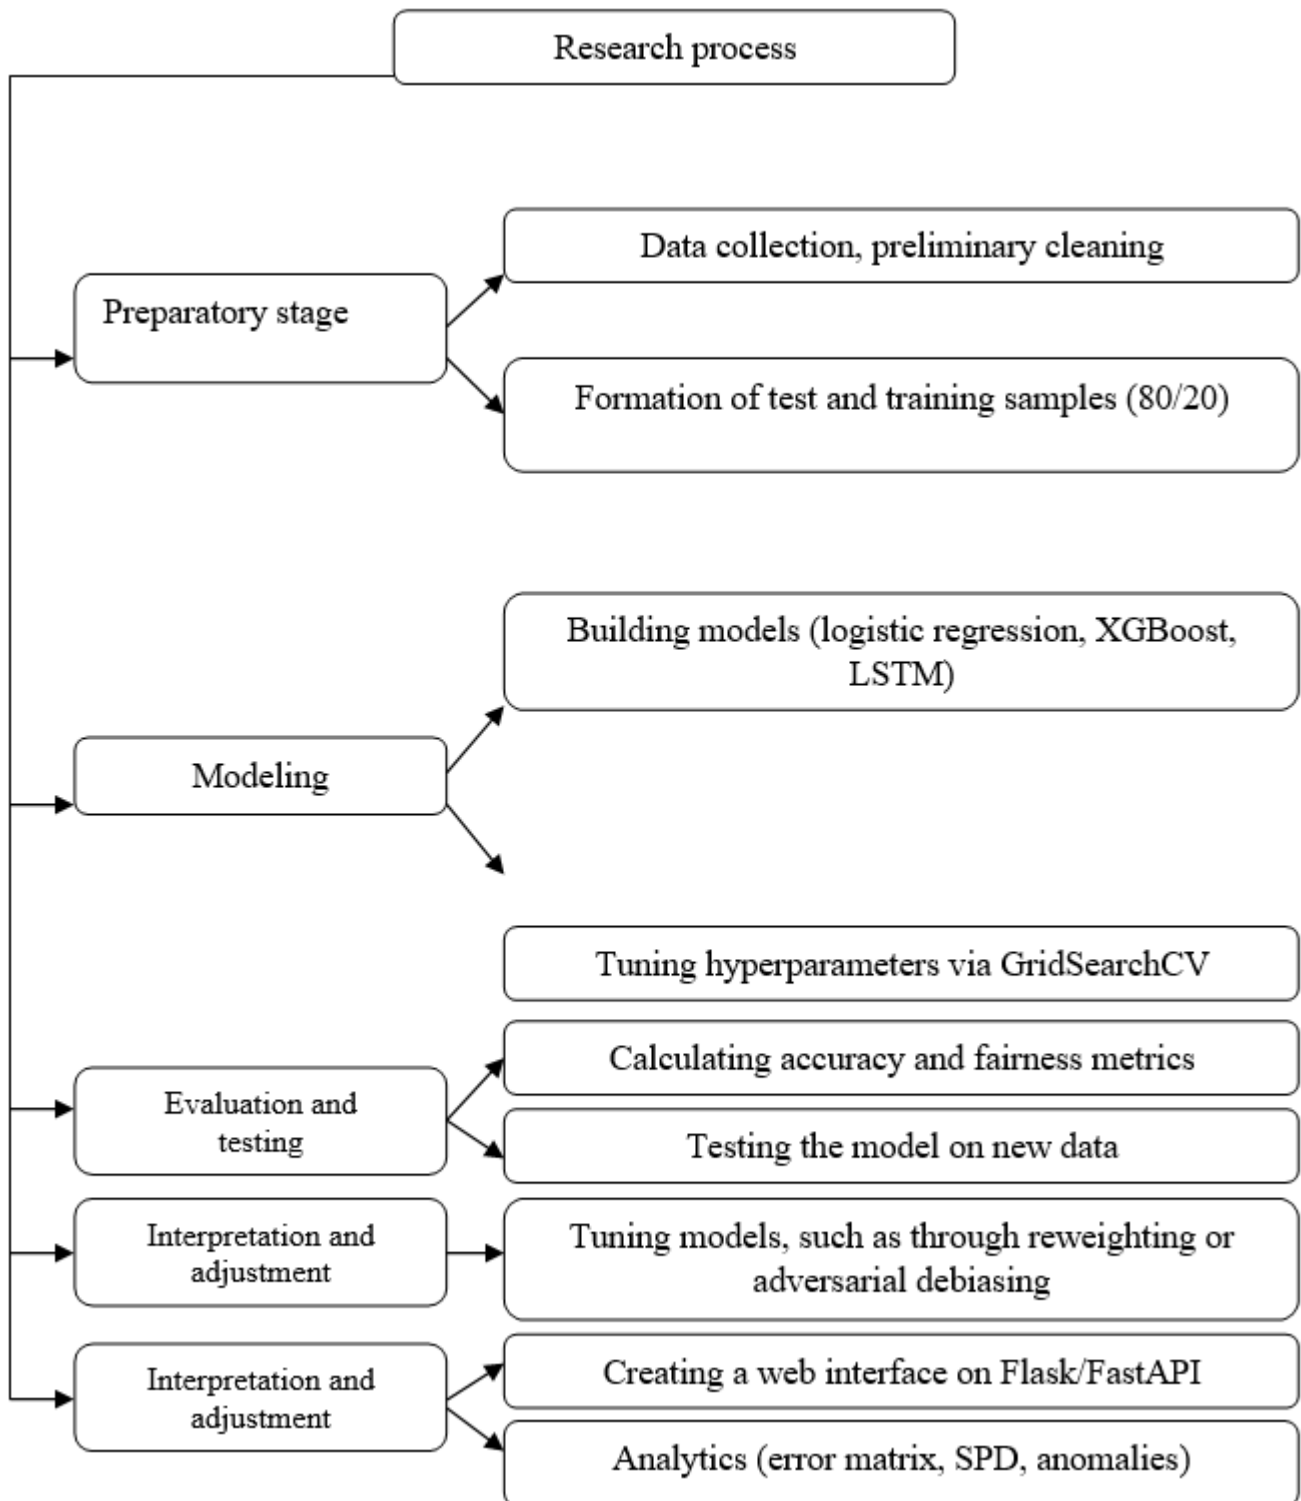 Research process
Preparatory stage
Data collection, preliminary cleaning
Formation of test and training samples (80/20)
Modeling
Building models (logistic regression, XGBoost,
LSTM)
Tuning hyperparameters via GridSearchCV
Evaluation and
testing
Calculating accuracy and fairness metrics
Testing the model on new data
Interpretation and
adjustment
Tuning models, such as through reweighting or
adversarial debiasing
Interpretation and
adjustment
Creating a web interface on Flask/FastAPI
Analytics (error matrix, SPD, anomalies)